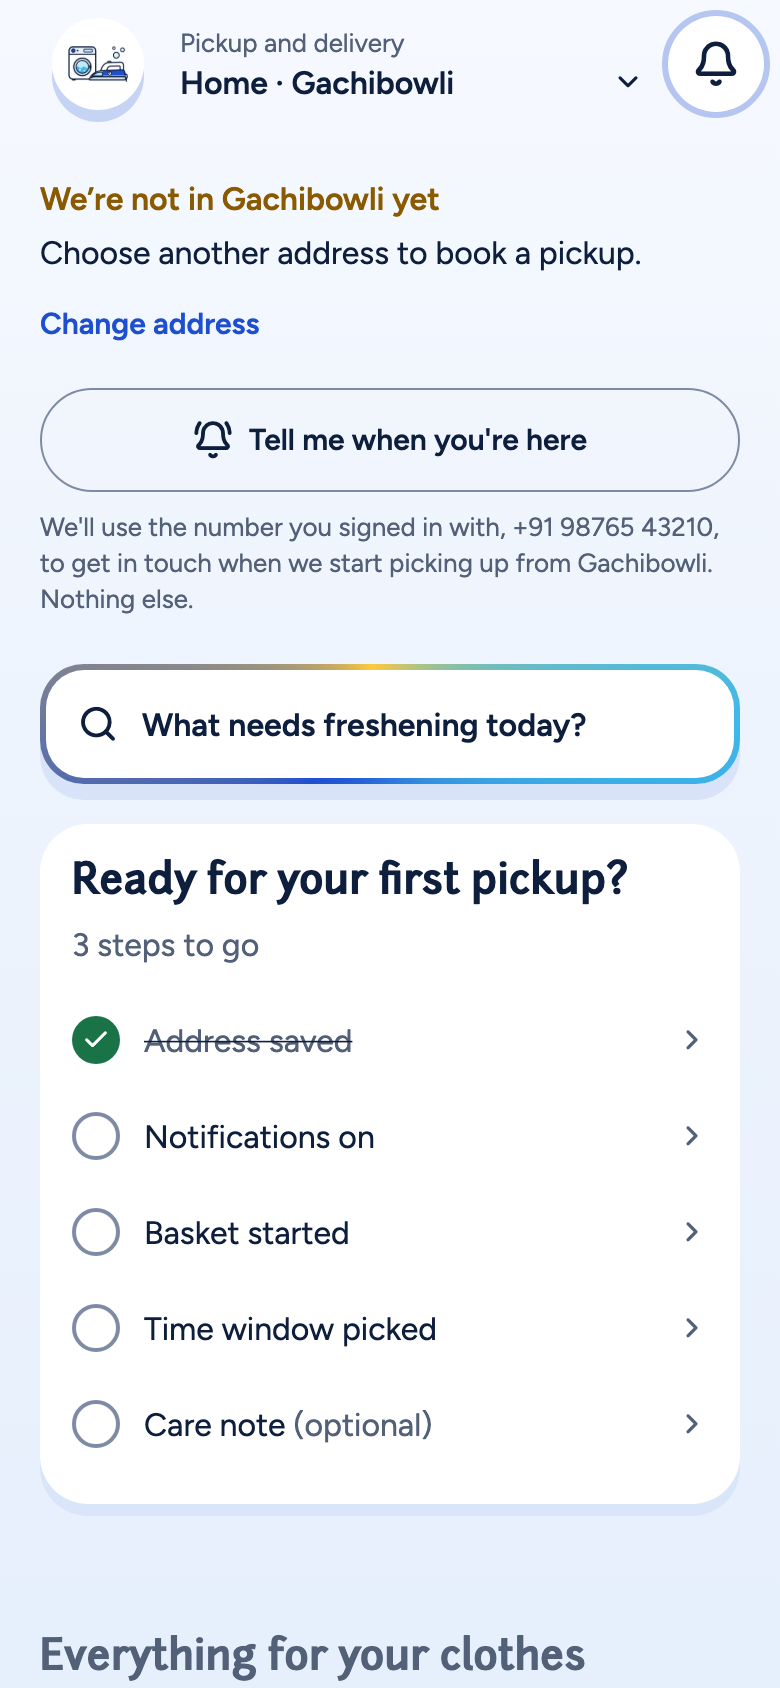 Pickup and delivery
Home · Gachibowli
We’re not in Gachibowli yet
Choose another address to book a pickup.
Change address
Tell me when you're here
We'll use the number you signed in with, +91 98765 43210,
to get in touch when we start picking up from Gachibowli.
Nothing else.
What needs freshening today?
Ready for your first pickup?
3 steps to go
Address saved
Notifications on
Basket started
Time window picked
Care note (optional)
Everything for your clothes